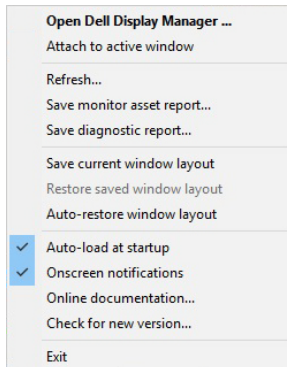 Open Dell Display Manager ...
Attach to active window
Refresh...
Save monitor asset report...
Save diagnostic report...
Save current window layout
Restore saved window layout
Auto-restore window layout
Auto-load at startup
Onscreen notifications
Online documentation...
Check for new version...
Exit